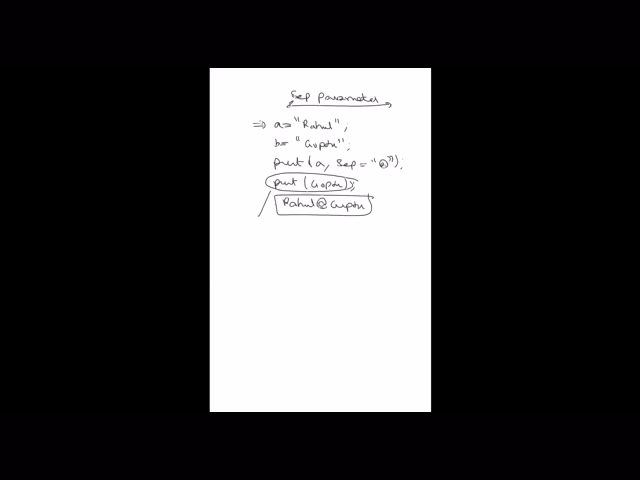 Sep Parameter
⇒ a="Rahul";
b="Gupta";
print(a, sep="@");
print(Gupta);
Rahul@Gupta